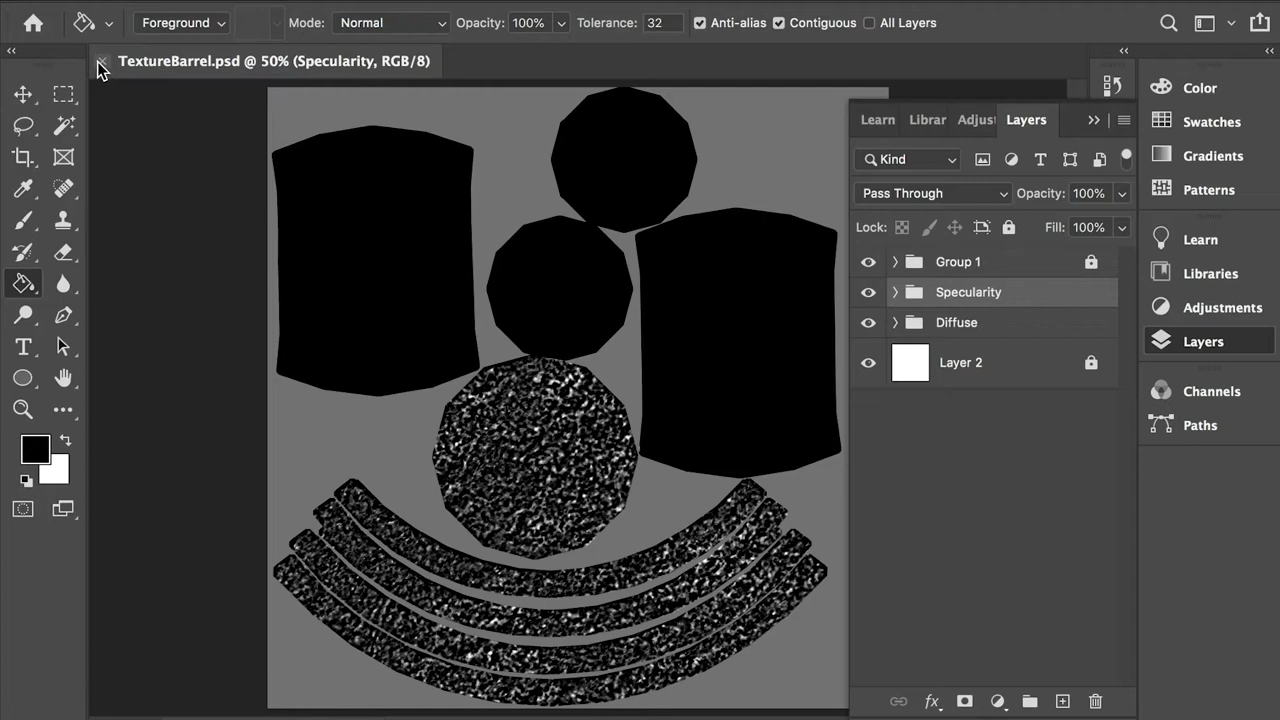 Foreground Mode: Normal Opacity: 100% Tolerance: 32 Anti-alias Contiguous All Layers
TextureBarrel.psd @ 50% (Specularity, RGB/8)
Learn Librar Adjus Layers
Kind
Pass Through Opacity: 100%
Lock: Fill: 100%
Group 1
Specularity
Diffuse
Layer 2
fx
Color
Swatches
Gradients
Patterns
Learn
Libraries
Adjustments
Layers
Channels
Paths